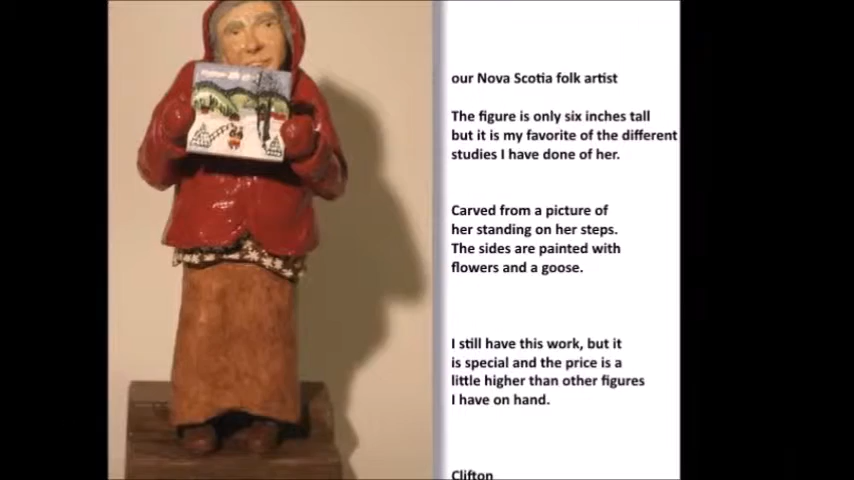 our Nova Scotia folk artist
The figure is only six inches tall
but it is my favorite of the different
studies I have done of her.
Carved from a picture of
her standing on her steps.
The sides are painted with
flowers and a goose.
I still have this work, but it
is special and the price is a
little higher than other figures
I have on hand.
Clifton